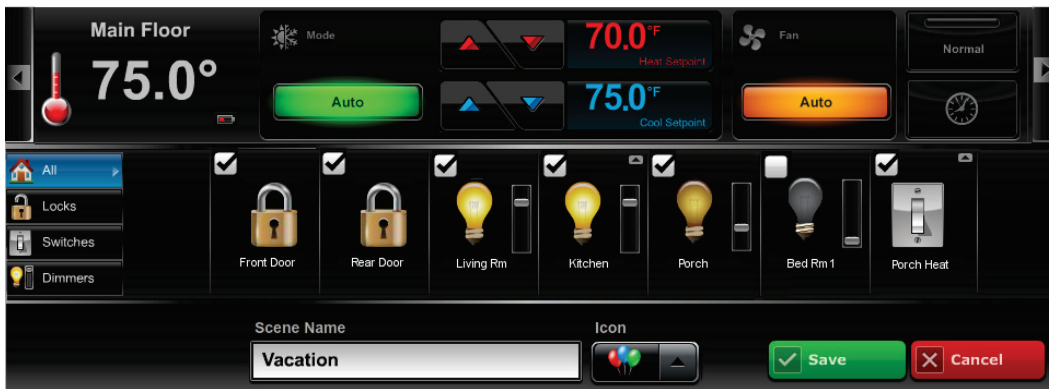 Main Floor
75.0°
Mode
Auto
70.0°F
Heat Setpoint
75.0°F
Cool Setpoint
Fan
Auto
Normal
All
Locks
Switches
Dimmers
Front Door
Rear Door
Living Rm
Kitchen
Porch
Bed Rm 1
Porch Heat
Scene Name
Vacation
Icon
Save
Cancel